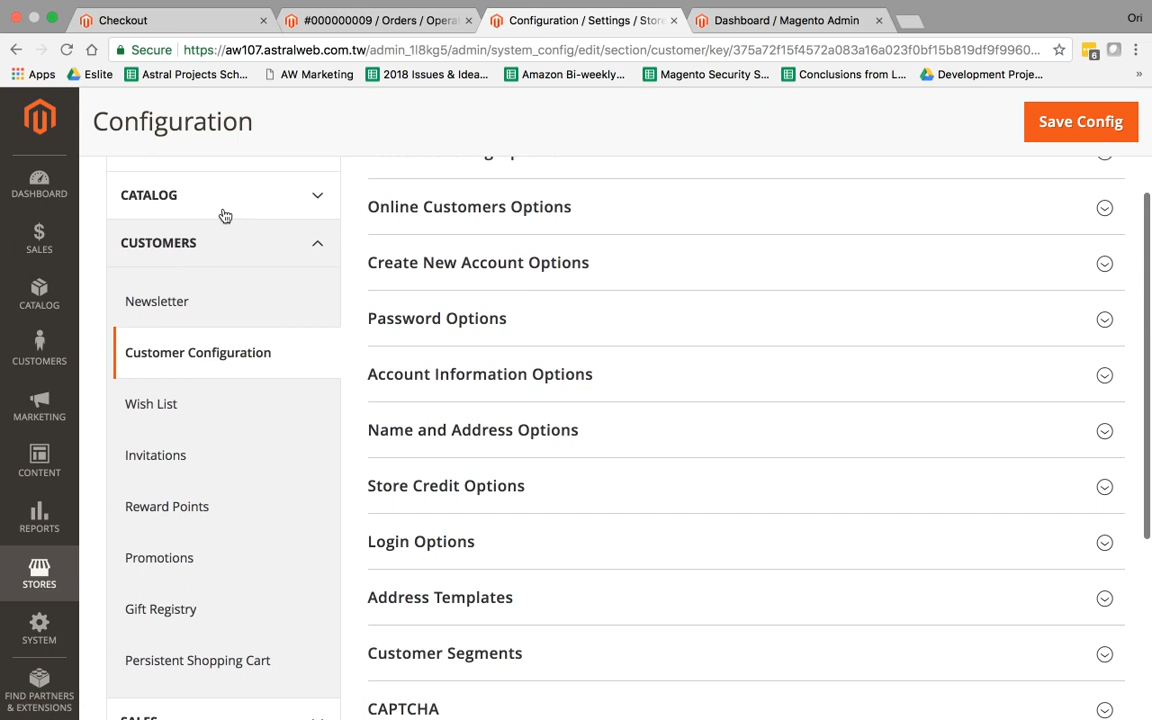 Checkout
#000000009 / Orders / Opera
Configuration / Settings / Store
Dashboard / Magento Admin
Ori
Secure
https://aw107.astralweb.com.tw/admin_1l8kg5/admin/system_config/edit/section/customer/key/375a72f15f4572a083a16a023f0bf15b819df9f9960...
6
Apps
Eslite
Astral Projects Sch...
AW Marketing
2018 Issues & Idea...
Amazon Bi-weekly...
Magento Security S...
Conclusions from L...
Development Proje...
»
Configuration
Save Config
DASHBOARD
SALES
CATALOG
CUSTOMERS
MARKETING
CONTENT
REPORTS
STORES
SYSTEM
FIND PARTNERS
& EXTENSIONS
CATALOG
CUSTOMERS
Newsletter
Customer Configuration
Wish List
Invitations
Reward Points
Promotions
Gift Registry
Persistent Shopping Cart
SALES
Online Customers Options
Create New Account Options
Password Options
Account Information Options
Name and Address Options
Store Credit Options
Login Options
Address Templates
Customer Segments
CAPTCHA